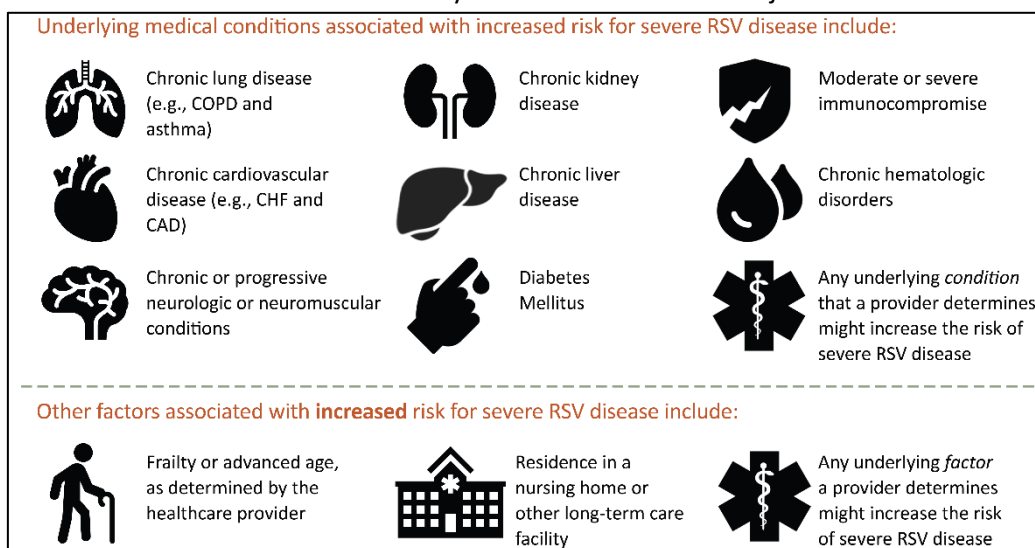 Underlying medical conditions associated with increased risk for severe RSV disease include:
Chronic lung disease
(e.g., COPD and
asthma)
Chronic kidney
disease
Moderate or severe
immunocompromise
Chronic cardiovascular
disease (e.g., CHF and
CAD)
Chronic liver
disease
Chronic hematologic
disorders
Chronic or progressive
neurologic or neuromuscular
conditions
Diabetes
Mellitus
Any underlying condition
that a provider determines
might increase the risk of
severe RSV disease
Other factors associated with increased risk for severe RSV disease include:
Frailty or advanced age,
as determined by the
healthcare provider
Residence in a
nursing home or
other long-term care
facility
Any underlying factor
a provider determines
might increase the risk
of severe RSV disease